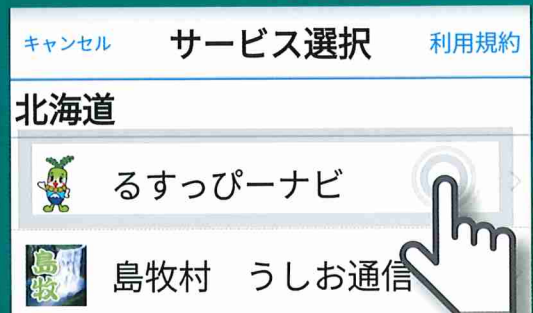 キャンセル サービス選択 利用規約
北海道
るすっぴーナビ
島牧
島牧村 うしお通信